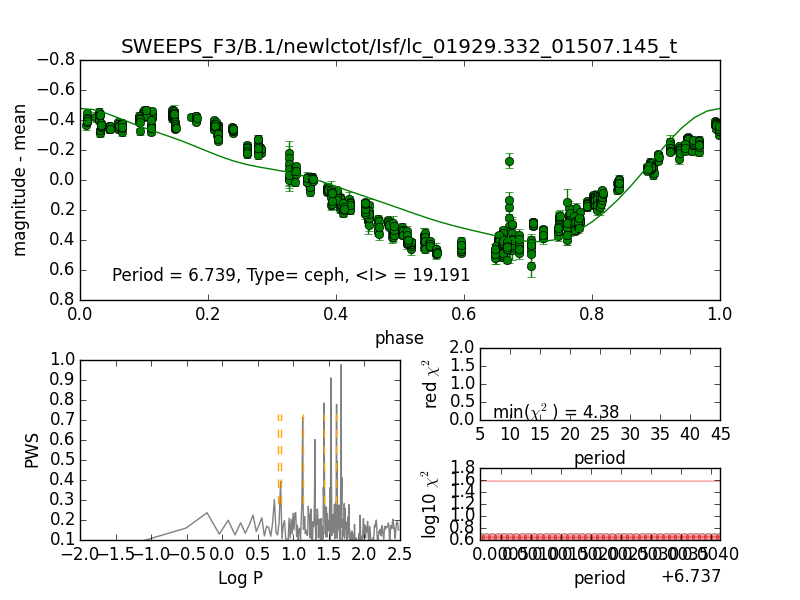 SWEEPS_F3/B.1/newlctot/Isf/lc_01929.332_01507.145_t
−0.8
−0.6
−0.4
−0.2
0.0
0.2
0.4
0.6
0.8
magnitude - mean
Period = 6.739, Type= ceph, <I> = 19.191
0.0 0.2 0.4 0.6 0.8 1.0
phase
1.0
0.9
0.8
0.7
0.6
0.5
0.4
0.3
0.2
0.1
PWS
−2.0 −1.5 −1.0 −0.5 0.0 0.5 1.0 1.5 2.0 2.5
Log P
2.0
1.5
1.0
0.5
0.0
red χ²
min(χ²) = 4.38
5 10 15 20 25 30 35 40 45
period
1.8
1.6
1.4
1.2
1.0
0.8
0.6
log10 χ²
+6.737
period